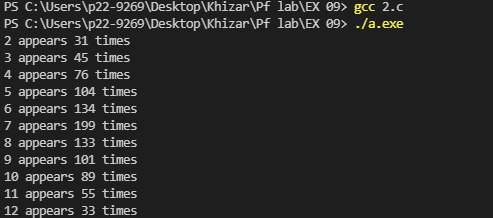 PS C:\Users\p22-9269\Desktop\Khizar\Pf lab\EX 09> gcc 2.c
PS C:\Users\p22-9269\Desktop\Khizar\Pf lab\EX 09> ./a.exe
2 appears 31 times
3 appears 45 times
4 appears 76 times
5 appears 104 times
6 appears 134 times
7 appears 199 times
8 appears 133 times
9 appears 101 times
10 appears 89 times
11 appears 55 times
12 appears 33 times